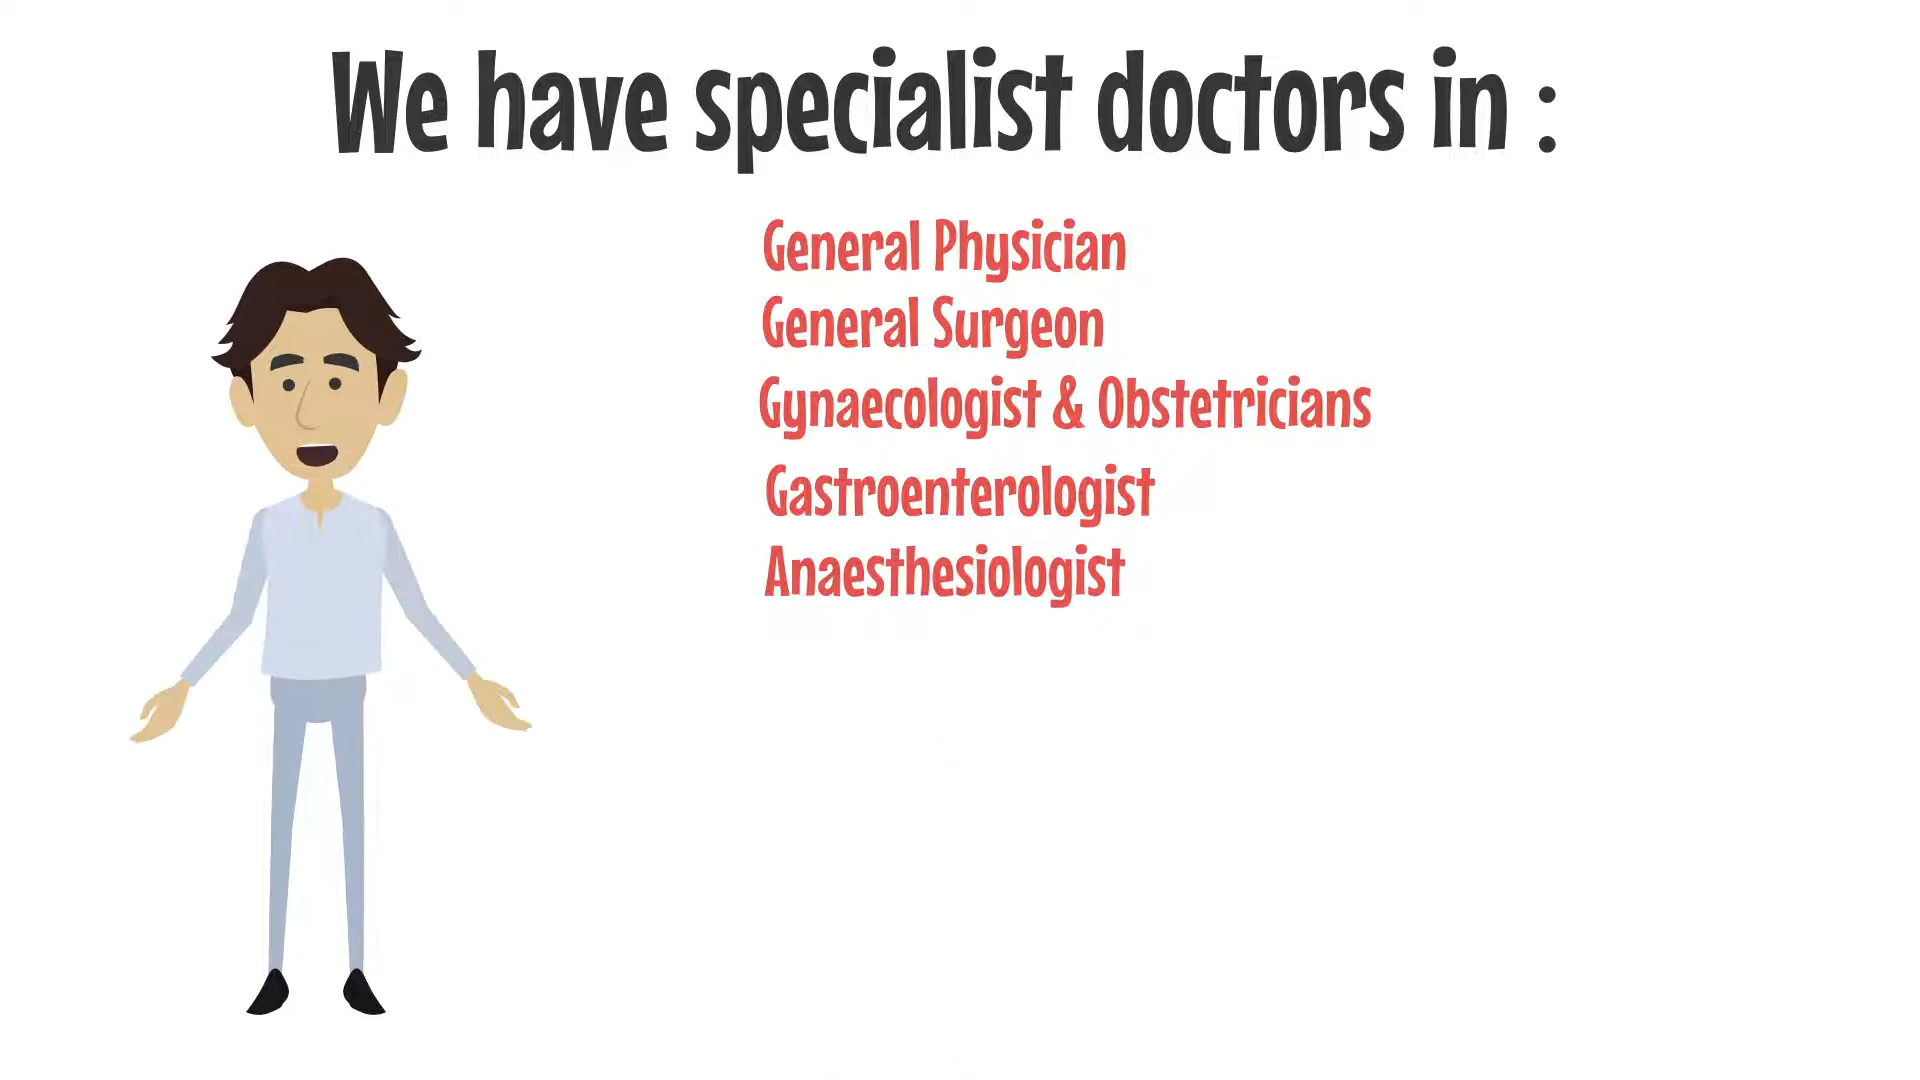 We have specialist doctors in :
General Physician
General Surgeon
Gynaecologist & Obstetricians
Gastroenterologist
Anaesthesiologist